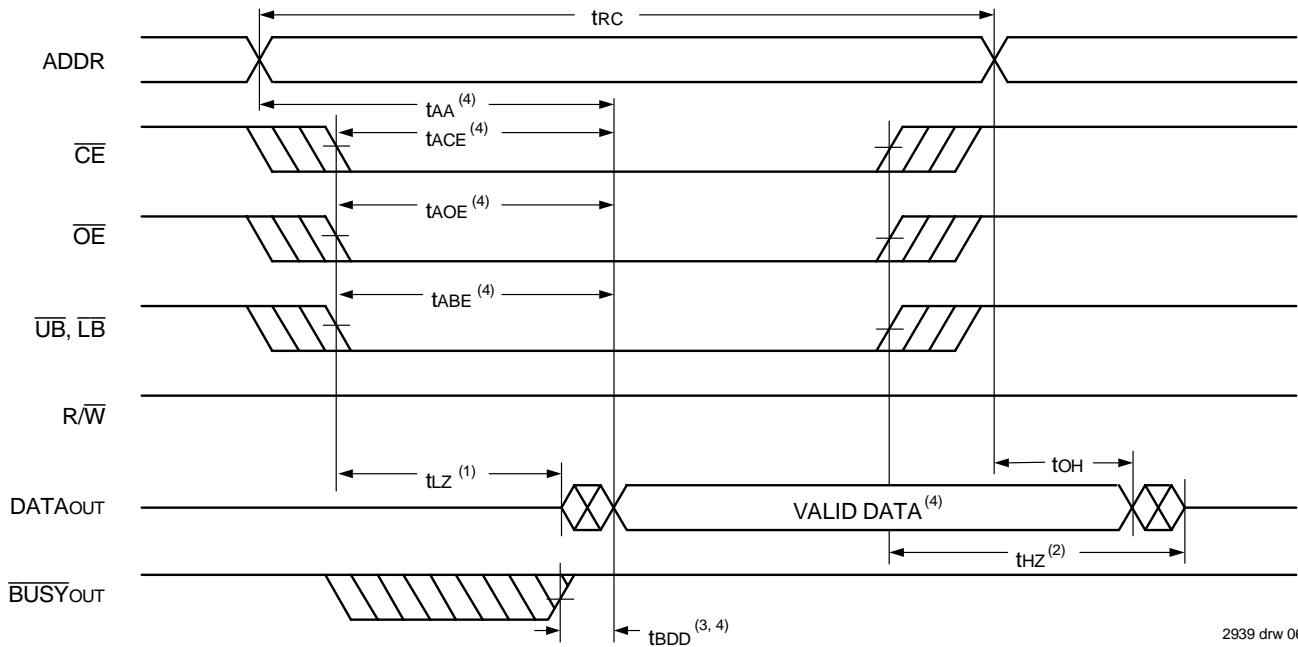 tRC
ADDR
tAA (4)
tACE (4)
CE
tAOE (4)
OE
tABE (4)
UB, LB
R/W
tLZ (1)
tOH
DATAOUT
VALID DATA(4)
tHZ(2)
BUSYOUT
tBDD (3, 4)
2939 drw 06